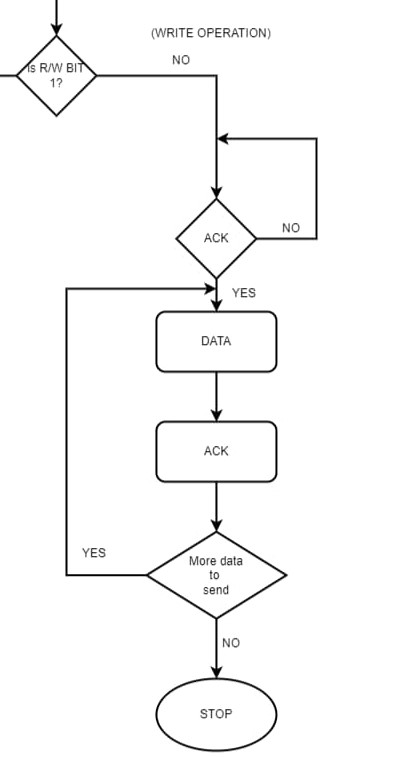 (WRITE OPERATION)
NO
Is R/W BIT
1?
ACK
NO
YES
DATA
ACK
YES
More data
to
send
NO
STOP